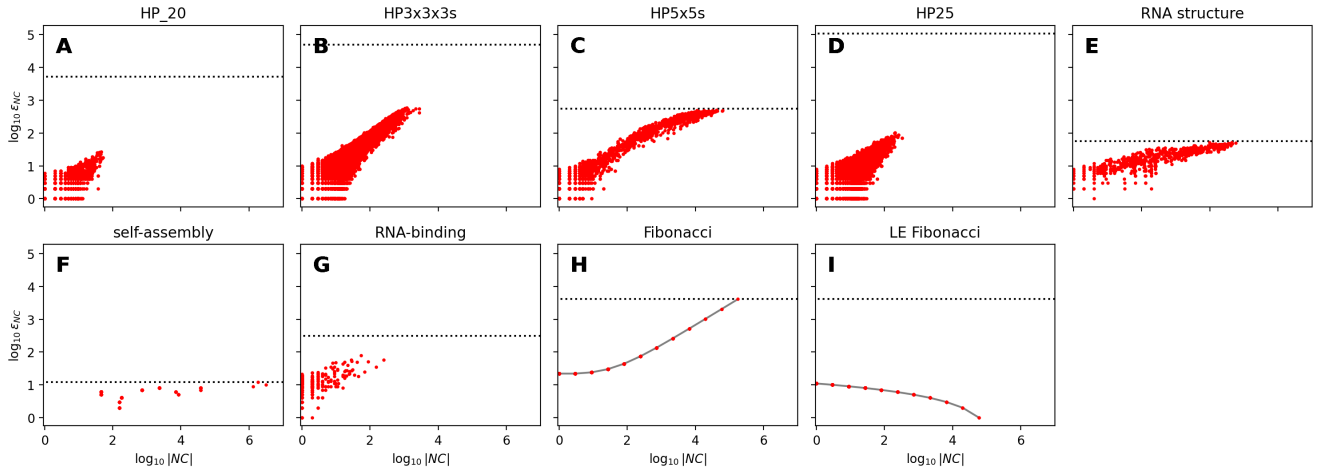 HP_20 HP3x3x3s HP5x5s HP25 RNA structure
A B C D E
5
4
3
2
1
0
log₁₀ ε_NC
self-assembly RNA-binding Fibonacci LE Fibonacci
F G H I
5
4
3
2
1
0
log₁₀ ε_NC
0 2 4 6 0 2 4 6 0 2 4 6 0 2 4 6
log₁₀ |NC| log₁₀ |NC| log₁₀ |NC| log₁₀ |NC|